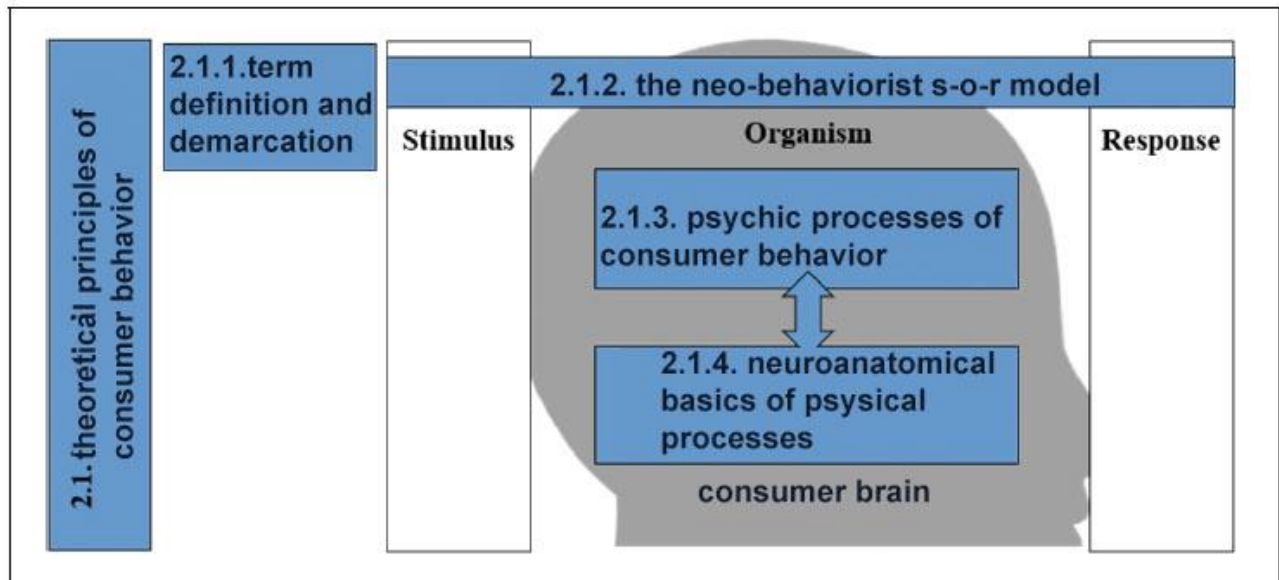 2.1. theoretical principles of
consumer behavior
2.1.1.term
definition and
demarcation
2.1.2. the neo-behaviorist s-o-r model
Stimulus
Organism
Response
2.1.3. psychic processes of
consumer behavior
2.1.4. neuroanatomical
basics of psysical
processes
consumer brain